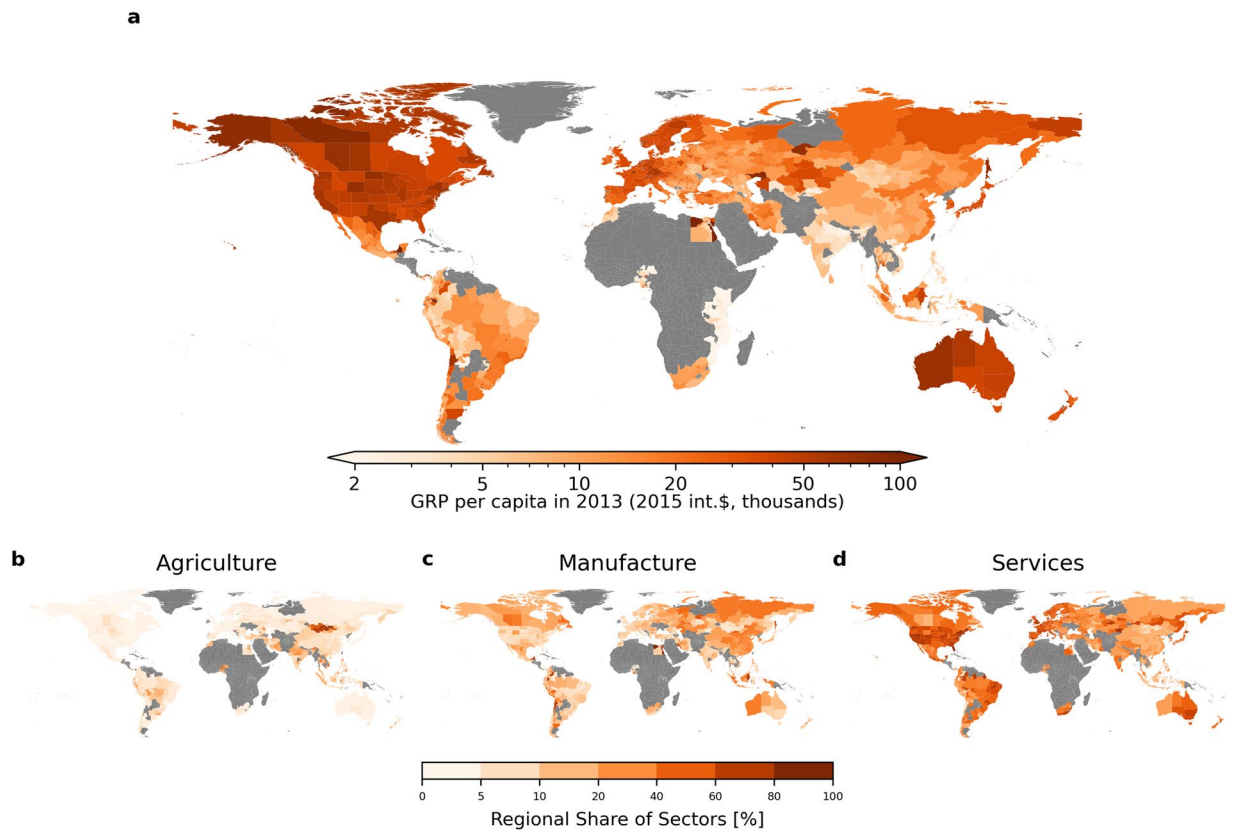 a
2 5 10 20 50 100
GRP per capita in 2013 (2015 int.$, thousands)
b Agriculture c Manufacture d Services
0 5 10 20 40 60 80 100
Regional Share of Sectors [%]